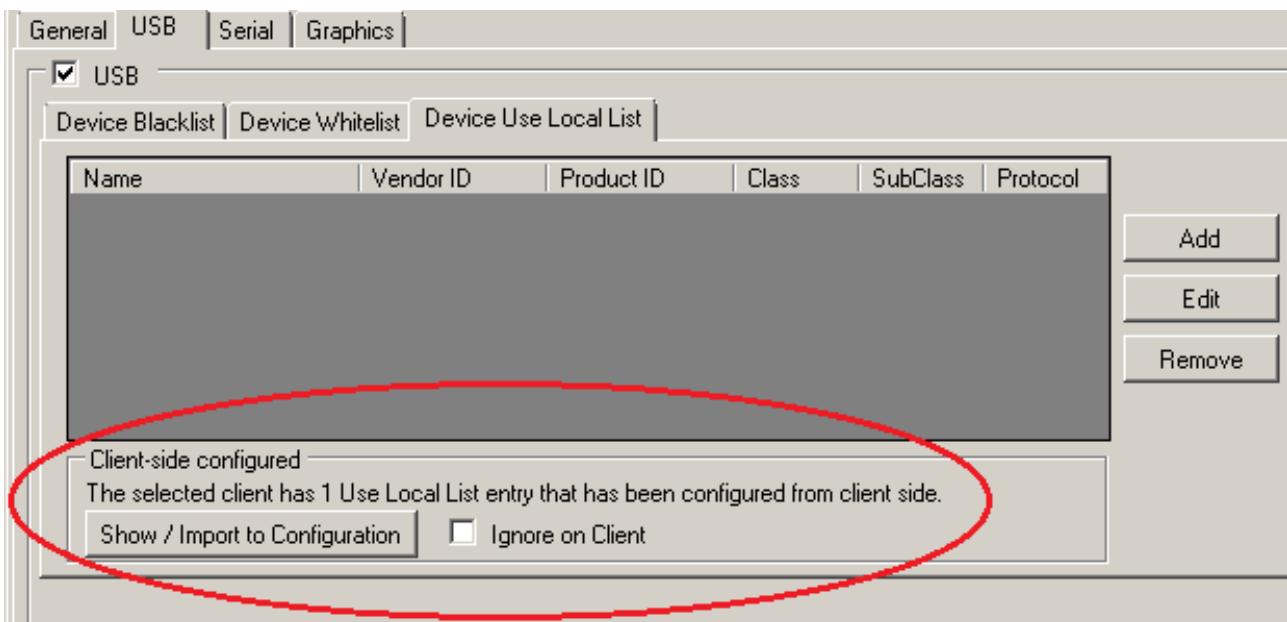 General USB Serial Graphics
USB
Device Blacklist Device Whitelist Device Use Local List
Name Vendor ID Product ID Class SubClass Protocol
Add
Edit
Remove
Client-side configured
The selected client has 1 Use Local List entry that has been configured from client side.
Show / Import to Configuration Ignore on Client